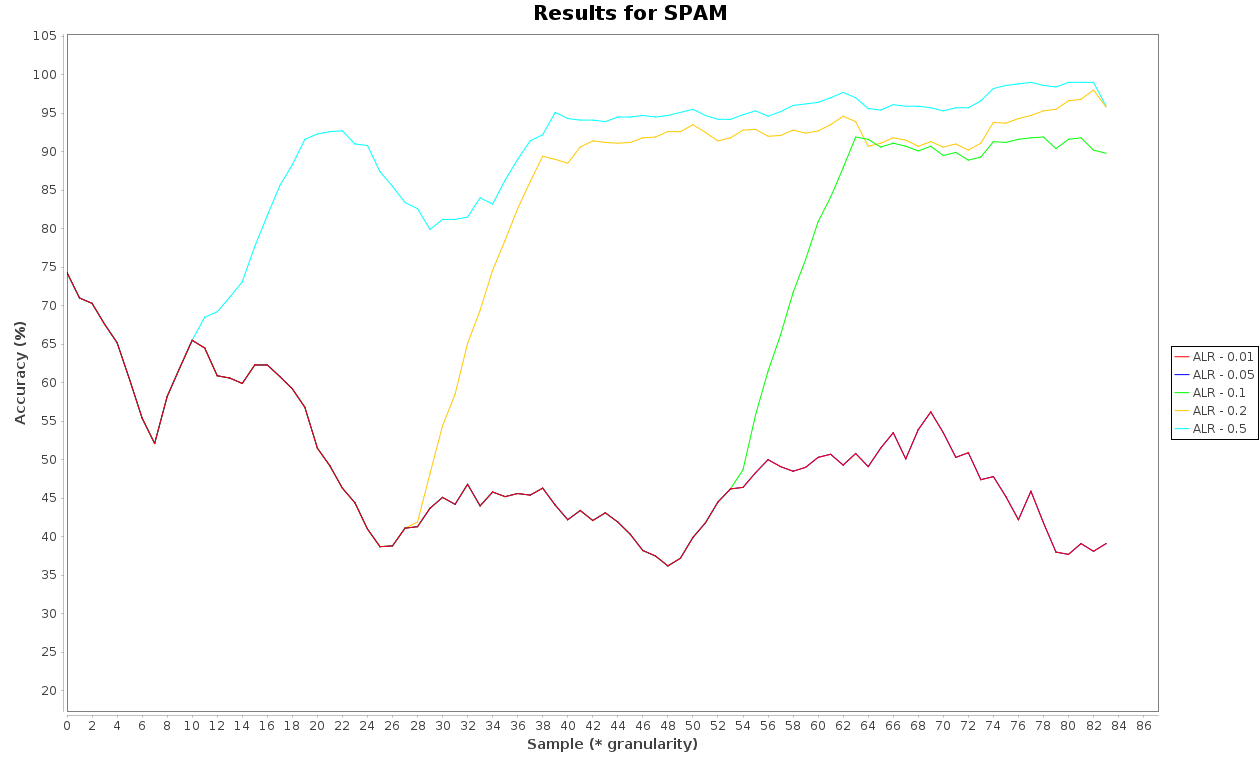 Results for SPAM
Accuracy (%)
105
100
95
90
85
80
75
70
65
60
55
50
45
40
35
30
25
20
0 2 4 6 8 10 12 14 16 18 20 22 24 26 28 30 32 34 36 38 40 42 44 46 48 50 52 54 56 58 60 62 64 66 68 70 72 74 76 78 80 82 84 86
Sample (* granularity)
ALR - 0.01
ALR - 0.05
ALR - 0.1
ALR - 0.2
ALR - 0.5